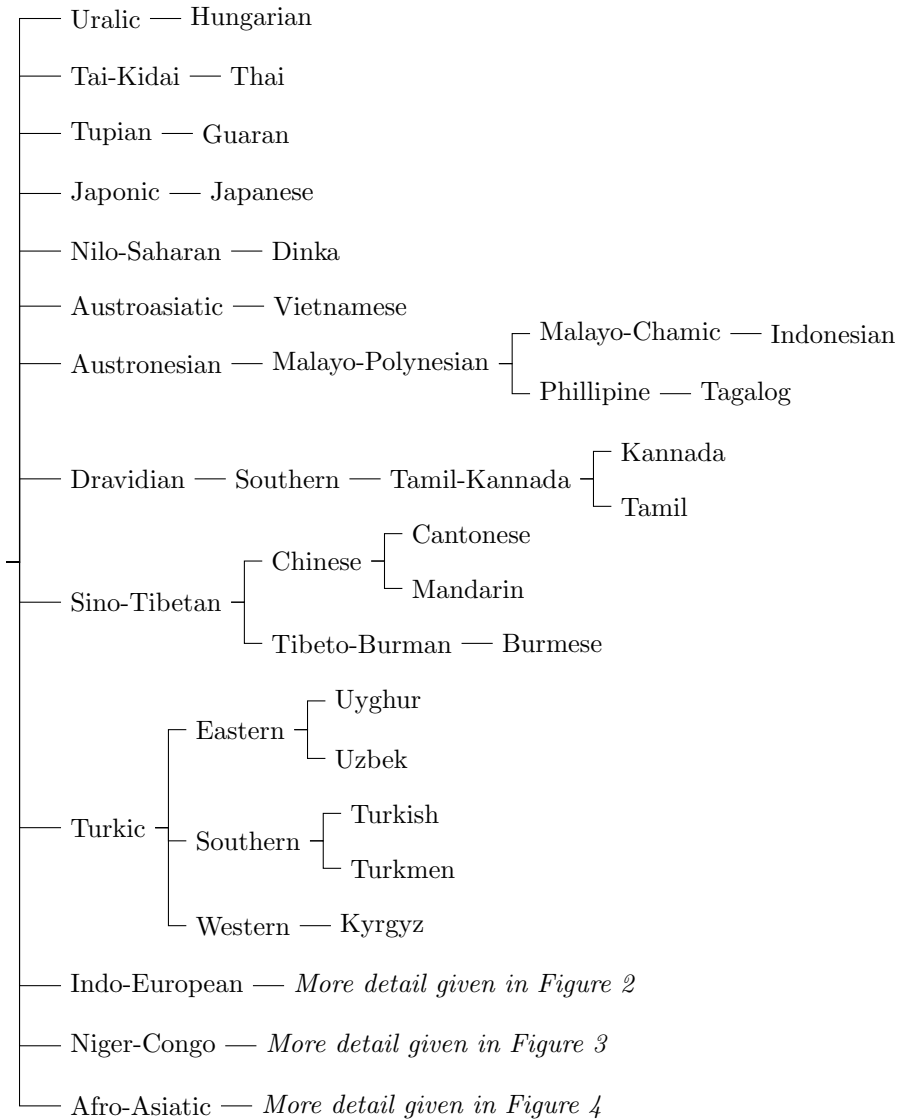 Uralic Hungarian
Tai-Kidai Thai
Tupian Guaran
Japonic Japanese
Nilo-Saharan Dinka
Austroasiatic Vietnamese
Malayo-Chamic Indonesian
Austronesian Malayo-Polynesian
Phillipine Tagalog
Kannada
Dravidian Southern Tamil-Kannada
Tamil
Cantonese
Chinese
Mandarin
Sino-Tibetan
Tibeto-Burman Burmese
Uyghur
Eastern
Uzbek
Turkish
Turkic
Southern
Turkmen
Western Kyrgyz
Indo-European More detail given in Figure 2
Niger-Congo More detail given in Figure 3
Afro-Asiatic More detail given in Figure 4